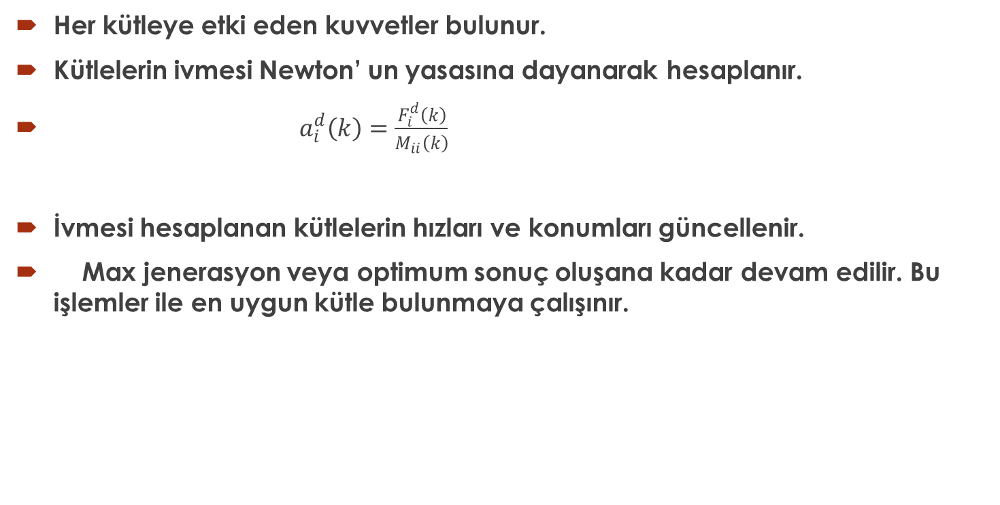 Her kütleye etki eden kuvvetler bulunur.
Kütlelerin ivmesi Newton’ un yasasına dayanarak hesaplanır.
$a_i^d(k) = \frac{F_i^d(k)}{M_{ii}(k)}$
İvmesi hesaplanan kütlelerin hızları ve konumları güncellenir.
Max jenerasyon veya optimum sonuç oluşana kadar devam edilir. Bu
işlemler ile en uygun kütle bulunmaya çalışınır.